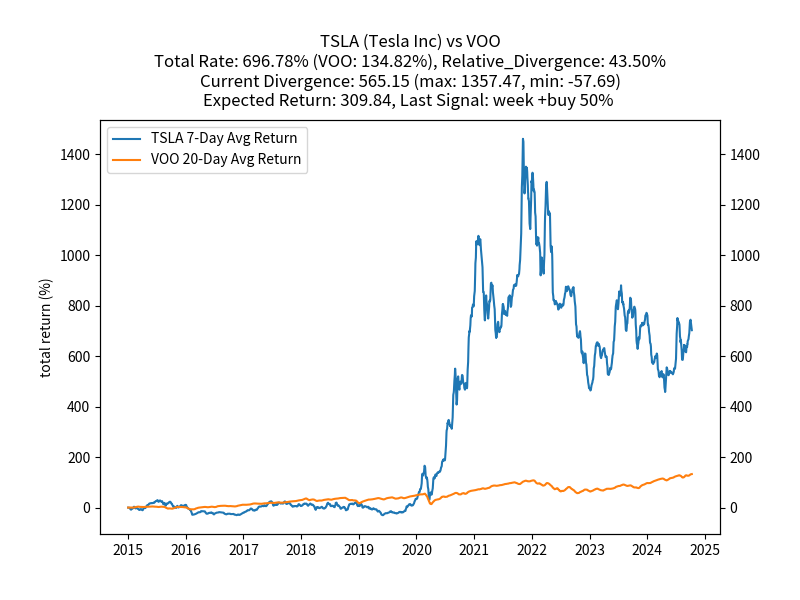 TSLA (Tesla Inc) vs VOO
Total Rate: 696.78% (VOO: 134.82%), Relative_Divergence: 43.50%
Current Divergence: 565.15 (max: 1357.47, min: -57.69)
Expected Return: 309.84, Last Signal: week +buy 50%
TSLA 7-Day Avg Return
VOO 20-Day Avg Return
total return (%)
1400 1400
1200 1200
1000 1000
800 800
600 600
400 400
200 200
0 0
2015 2016 2017 2018 2019 2020 2021 2022 2023 2024 2025